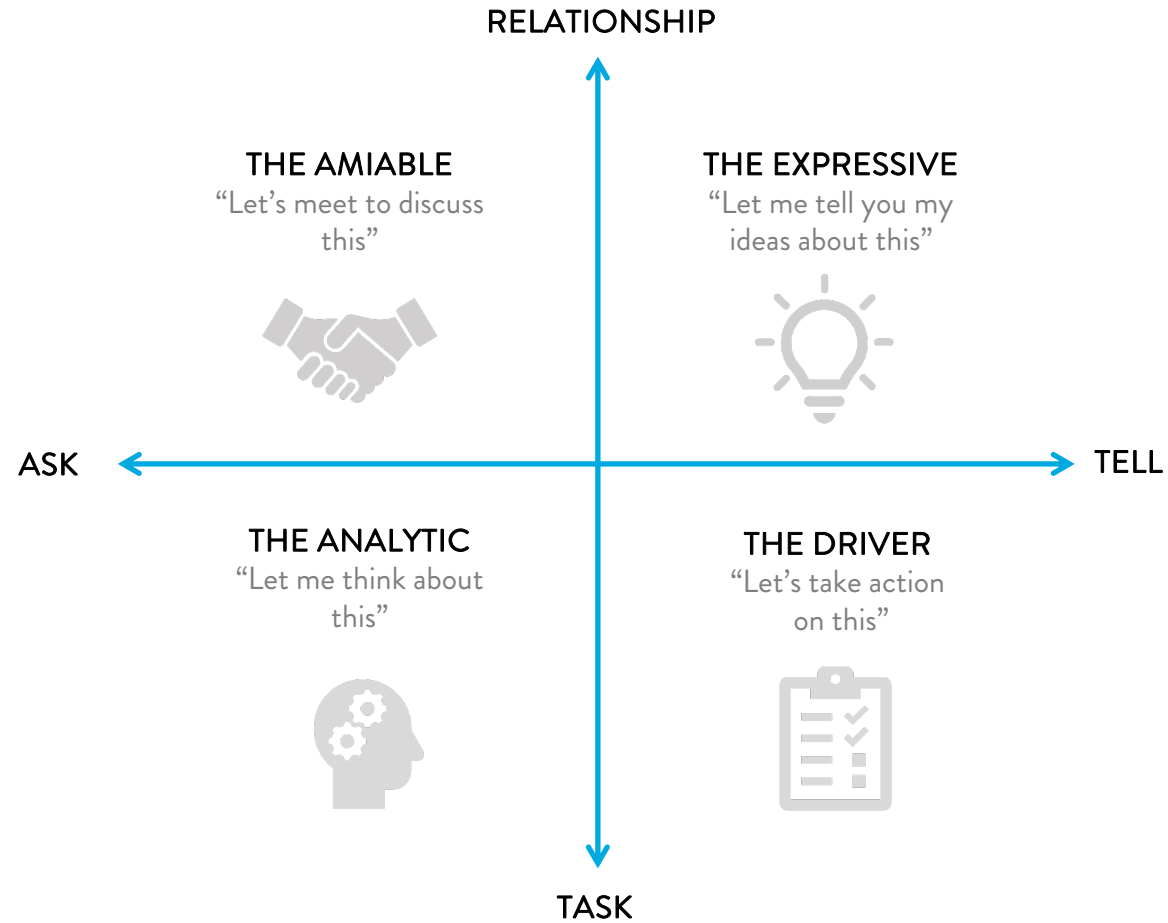 RELATIONSHIP
THE AMIABLE
“Let’s meet to discuss
this”
THE EXPRESSIVE
“Let me tell you my
ideas about this”
ASK
TELL
THE ANALYTIC
“Let me think about
this”
THE DRIVER
“Let’s take action
on this”
TASK